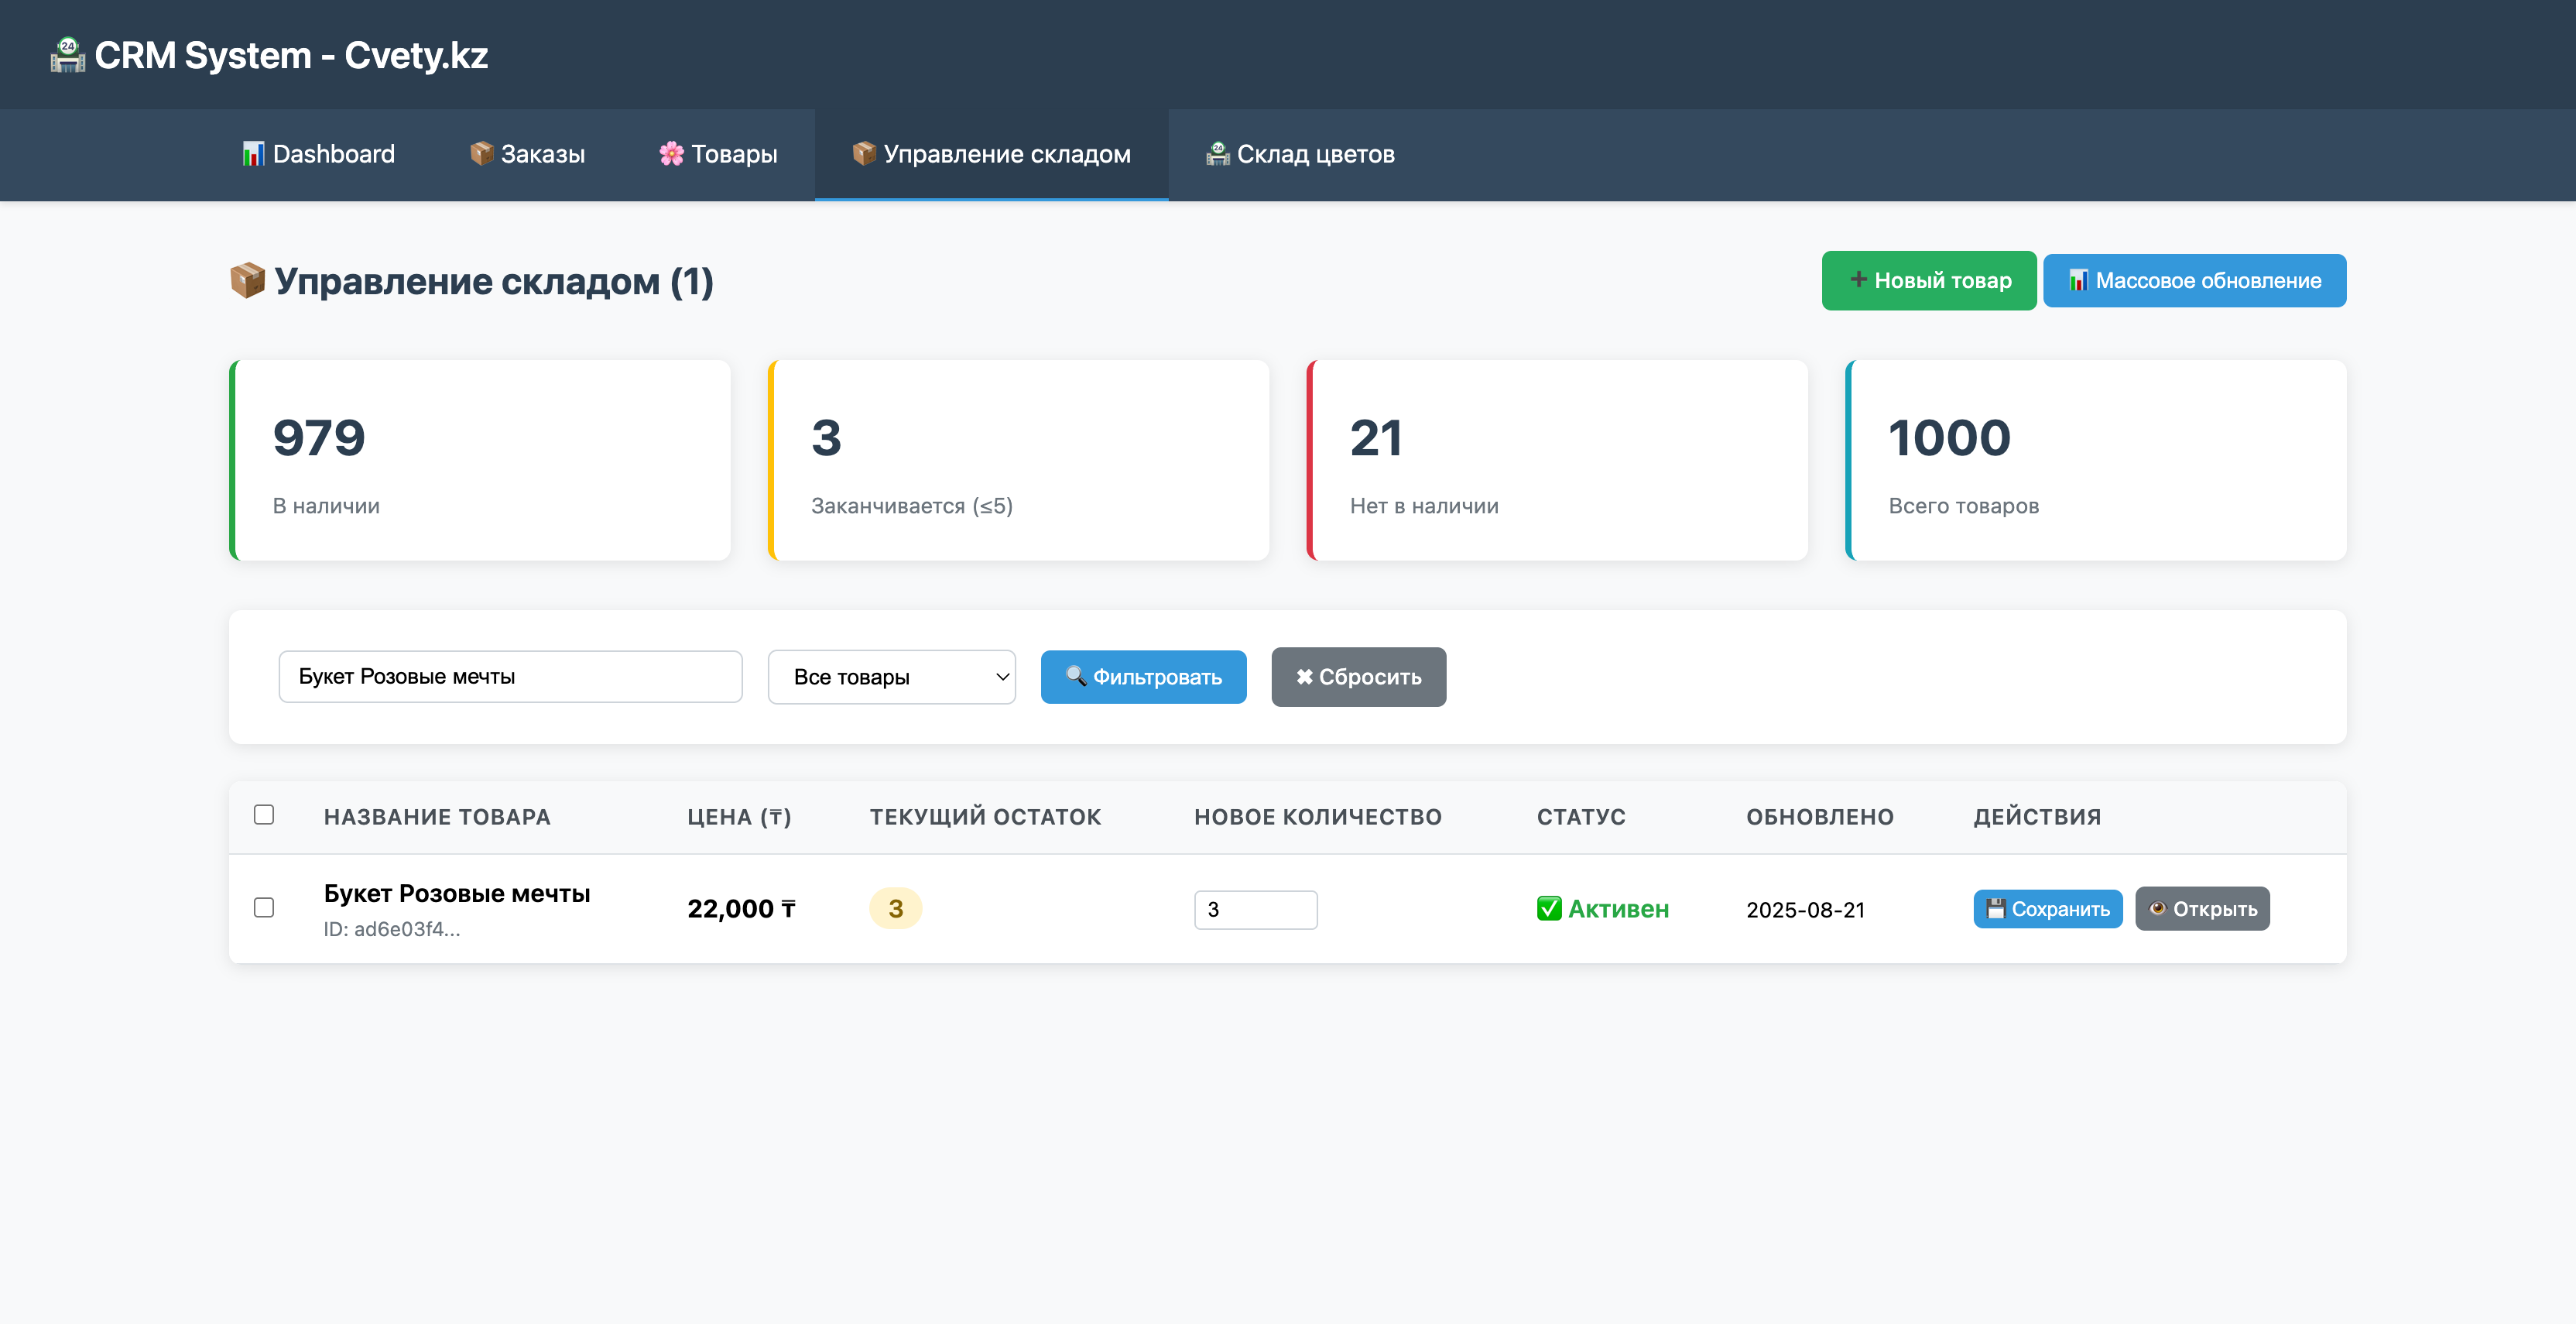 24 CRM System - Cvety.kz
Dashboard Заказы Товары Управление складом Склад цветов
Управление складом (1)
Новый товар Массовое обновление
979 3 21 1000
В наличии Заканчивается (≤5) Нет в наличии Всего товаров
Букет Розовые мечты Все товары Фильтровать Сбросить
НАЗВАНИЕ ТОВАРА ЦЕНА (₸) ТЕКУЩИЙ ОСТАТОК НОВОЕ КОЛИЧЕСТВО СТАТУС ОБНОВЛЕНО ДЕЙСТВИЯ
Букет Розовые мечты 22,000 ₸ 3 3 Активен 2025-08-21 Сохранить Открыть
ID: ad6e03f4...